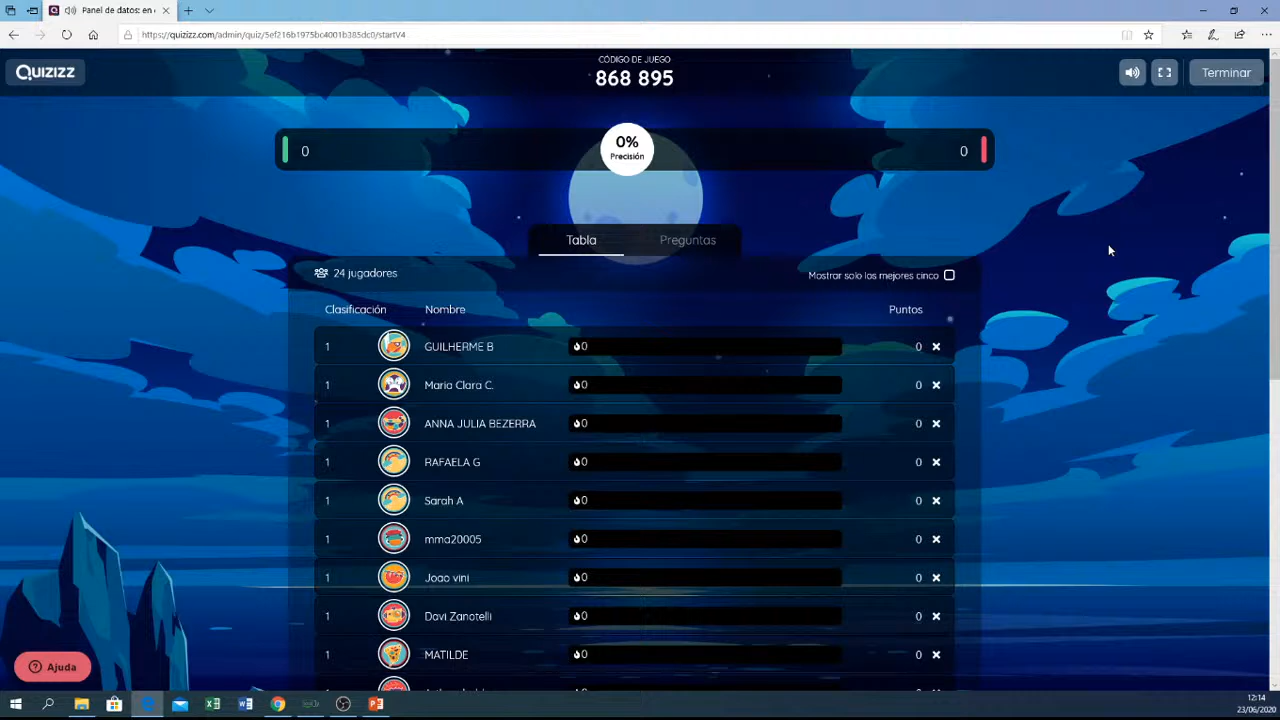 Panel de datos: en
https://quizizz.com/admin/quiz/5ef216b1975bc4001b385dc0/startV4
CÓDIGO DE JUEGO
Quizizz
868 895
Terminar
0
0%
Precisión
0
Tabla
Preguntas
24 jugadores
Mostrar solo los mejores cinco
Clasificación
Nombre
Puntos
1 GUILHERME B 0 0
1 Maria Clara C. 0 0
1 ANNA JULIA BEZERRA 0 0
1 RAFAELA G 0 0
1 Sarah A 0 0
1 mma20005 0 0
1 Joao vini 0 0
1 Davi Zanotelli 0 0
1 MATILDE 0 0
Ajuda
12:14
23/06/2020